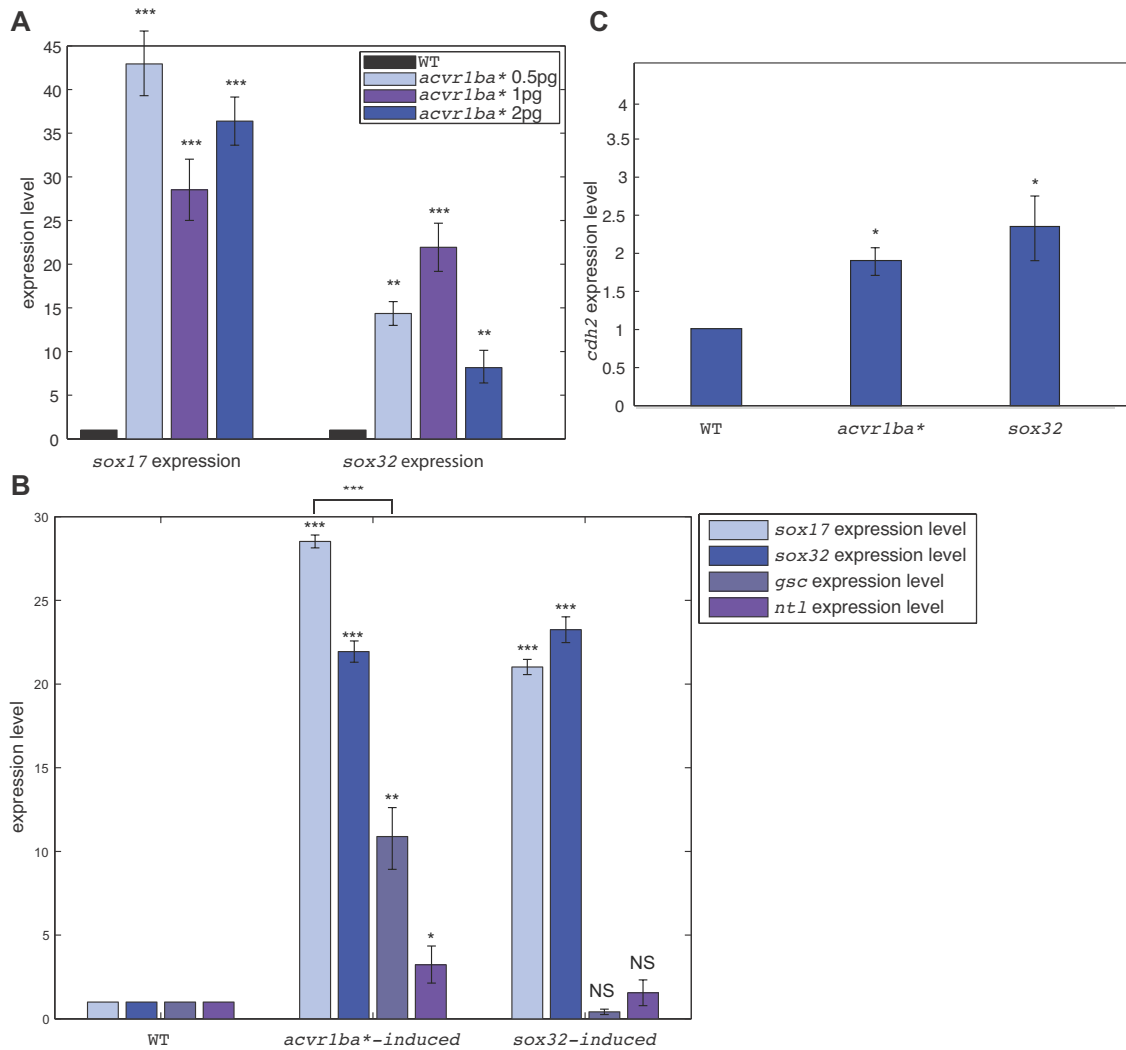 A
***
***
***
***
**
**
WT
acvr1ba* 0.5pg
acvr1ba* 1pg
acvr1ba* 2pg
45
40
35
30
25
20
15
10
5
0
expression level
sox17 expression
sox32 expression
C
4
3.5
3
2.5
2
1.5
1
0.5
0
cdh2 expression level
*
*
WT
acvr1ba*
sox32
B
***
***
***
**
*
***
***
NS
NS
30
25
20
15
10
5
0
expression level
WT
acvr1ba*-induced
sox32-induced
sox17 expression level
sox32 expression level
gsc expression level
ntl expression level